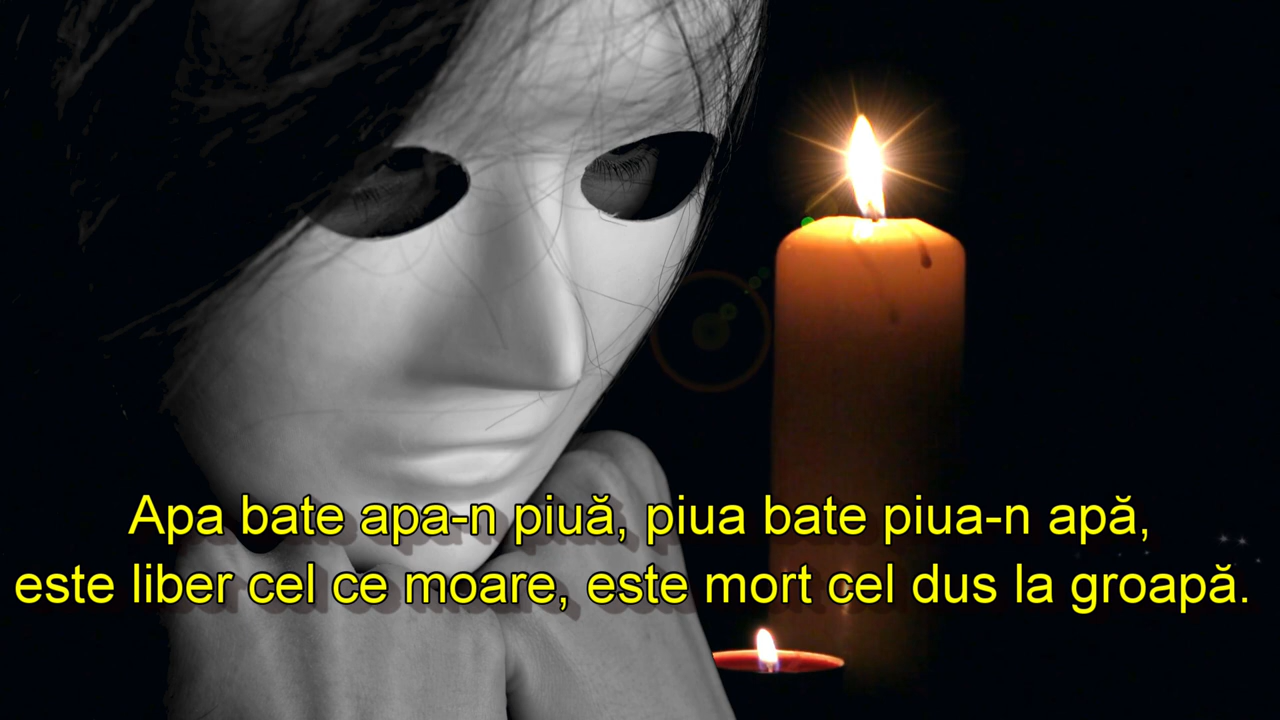 Apa bate apa-n piuă, piua bate piua-n apă,
este liber cel ce moare, este mort cel dus la groapă.